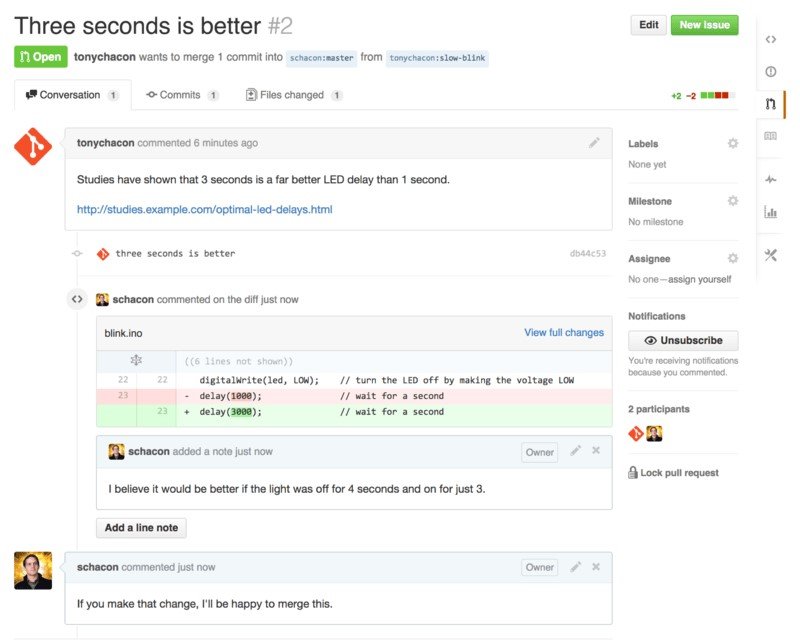 Three seconds is better #2
Edit
New issue
Open
tonychacon wants to merge 1 commit into schacon:master from tonychacon:slow-blink
Conversation 1
Commits 1
Files changed 1
+2 −2
tonychacon commented 6 minutes ago
Studies have shown that 3 seconds is a far better LED delay than 1 second.
http://studies.example.com/optimal-led-delays.html
three seconds is better db44c53
schacon commented on the diff just now
blink.ino View full changes
((6 lines not shown))
22 22 digitalWrite(led, LOW); // turn the LED off by making the voltage LOW
23 - delay(1000); // wait for a second
23 + delay(3000); // wait for a second
schacon added a note just now Owner
I believe it would be better if the light was off for 4 seconds and on for just 3.
Add a line note
schacon commented just now Owner
If you make that change, I'll be happy to merge this.
Labels
None yet
Milestone
No milestone
Assignee
No one—assign yourself
Notifications
Unsubscribe
You're receiving notifications
because you commented.
2 participants
Lock pull request